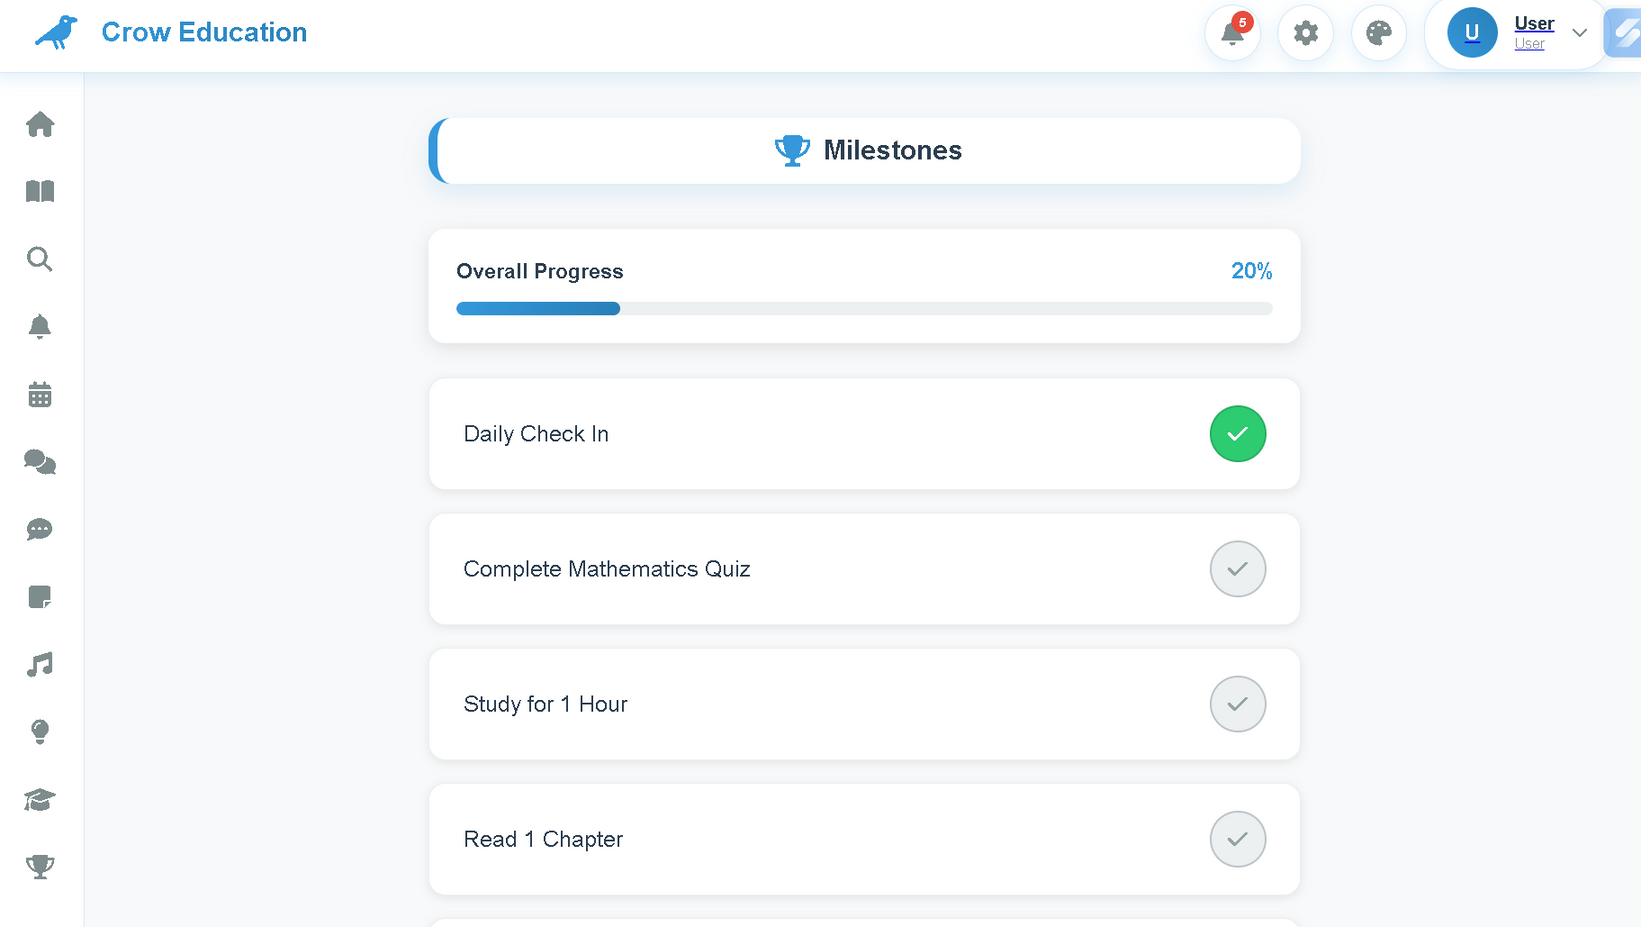 Crow Education
5
U
User
User
Milestones
Overall Progress
20%
Daily Check In
Complete Mathematics Quiz
Study for 1 Hour
Read 1 Chapter